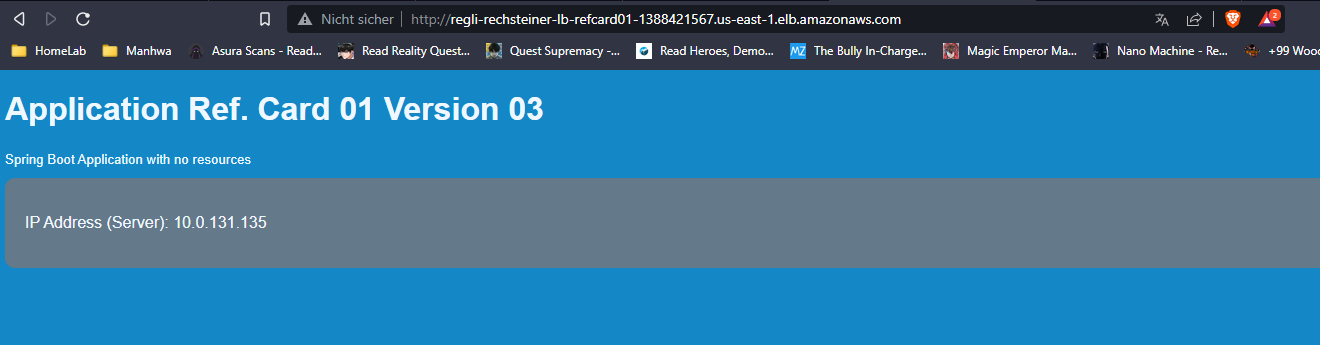 Nicht sicher http://regli-rechsteiner-lb-refcard01-1388421567.us-east-1.elb.amazonaws.com 2
HomeLab Manhwa Asura Scans - Read... Read Reality Quest... Quest Supremacy -... Read Heroes, Demo... MZ The Bully In-Charge... Magic Emperor Ma... Nano Machine - Re... +99 Wood
Application Ref. Card 01 Version 03
Spring Boot Application with no resources
IP Address (Server): 10.0.131.135